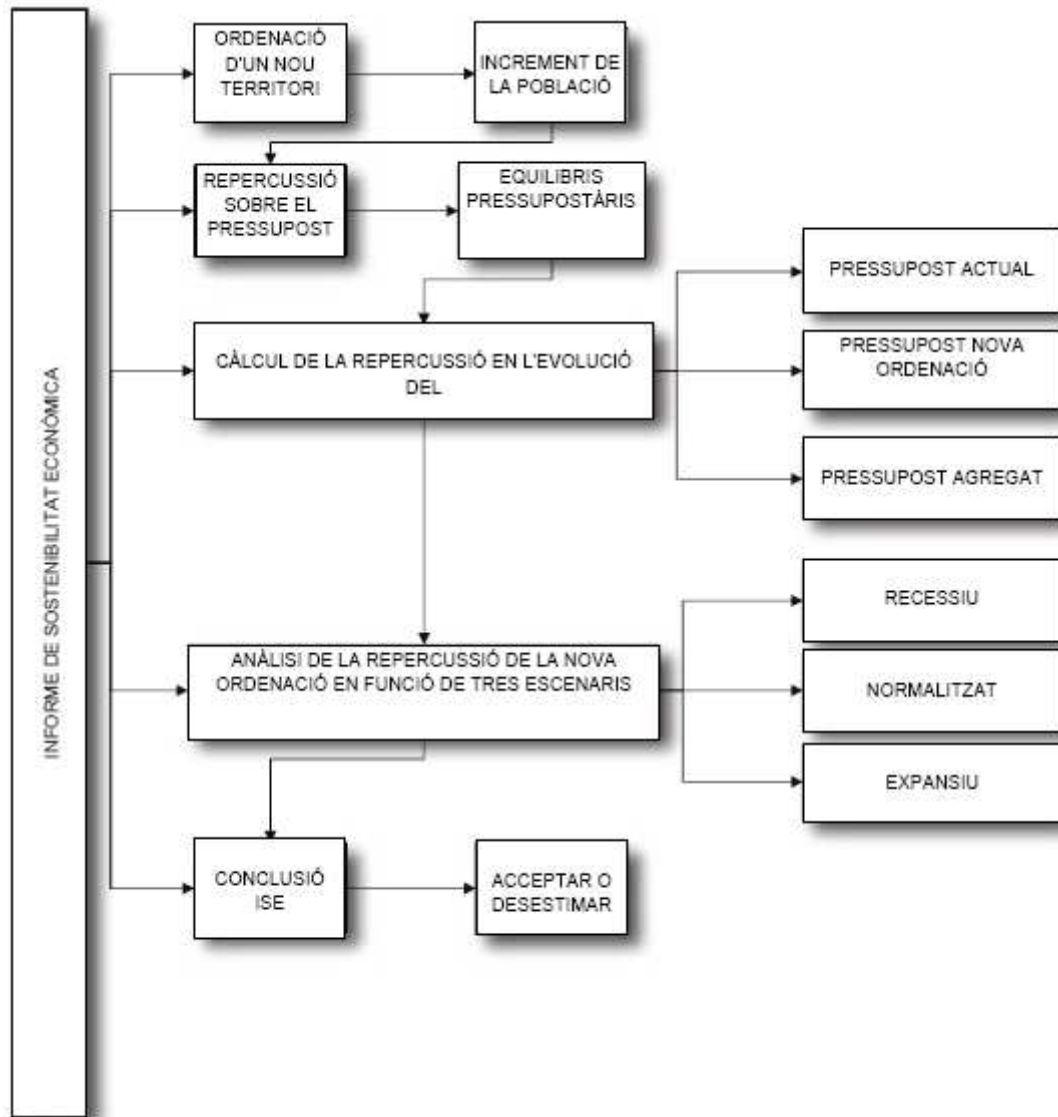 INFORME DE SOSTENIBILITAT ECONÒMICA
ORDENACIÓ
D'UN NOU
TERRITORI
INCREMENT DE
LA POBLACIÓ
REPERCUSSIÓ
SOBRE EL
PRESSUPOST
EQUILIBRIS
PRESSUPOSTÀRIS
CÀLCUL DE LA REPERCUSSIÓ EN L'EVOLUCIÓ
DEL
PRESSUPOST ACTUAL
PRESSUPOST NOVA
ORDENACIÓ
PRESSUPOST AGREGAT
ANÀLISI DE LA REPERCUSSIÓ DE LA NOVA
ORDENACIÓ EN FUNCIÓ DE TRES ESCENARIS
RECESSIU
NORMALITZAT
EXPANSIU
CONCLUSIÓ
ISE
ACCEPTAR O
DESESTIMAR